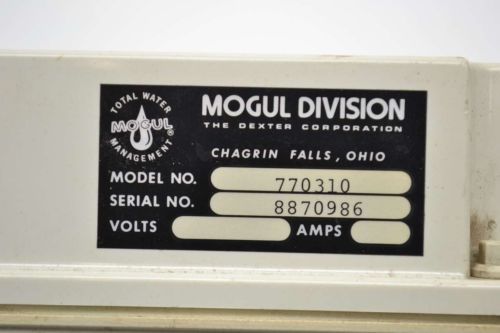 TOTAL WATER
MOGUL®
MANAGEMENT
MOGUL DIVISION
THE DEXTER CORPORATION
CHAGRIN FALLS, OHIO
MODEL NO. 770310
SERIAL NO. 8870986
VOLTS AMPS